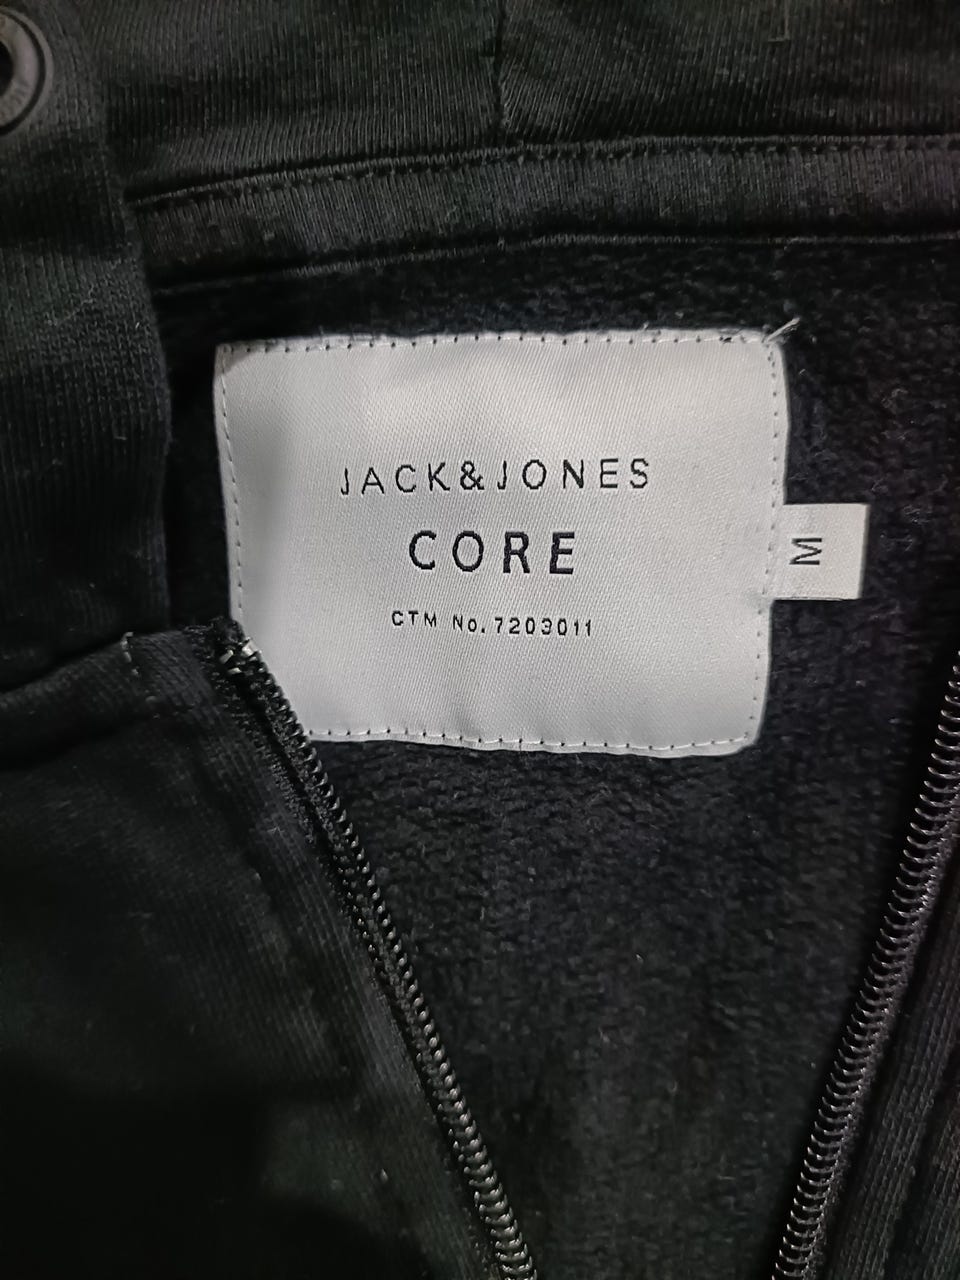 JACK&JONES
CORE
CTM No. 7203011
M